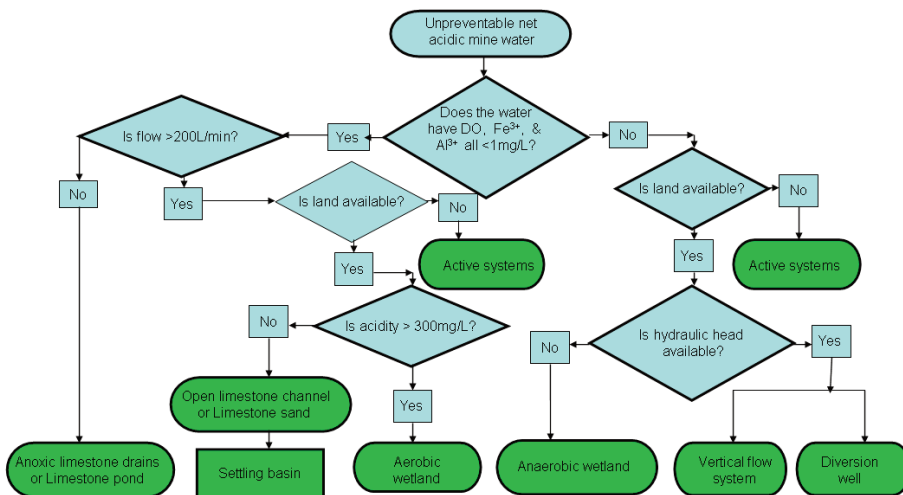 Unpreventable net
acidic mine water
Does the water
have DO, Fe³⁺, &
Al³⁺ all <1mg/L?
Is flow >200L/min?
Yes
No
No
Yes
Is land available?
No
Is land available?
No
Active systems
Yes
Active systems
Yes
Is acidity > 300mg/L?
No
Is hydraulic head
available?
No
Yes
Open limestone channel
or Limestone sand
Yes
Anoxic limestone drains
or Limestone pond
Settling basin
Aerobic
wetland
Anaerobic wetland
Vertical flow
system
Diversion
well